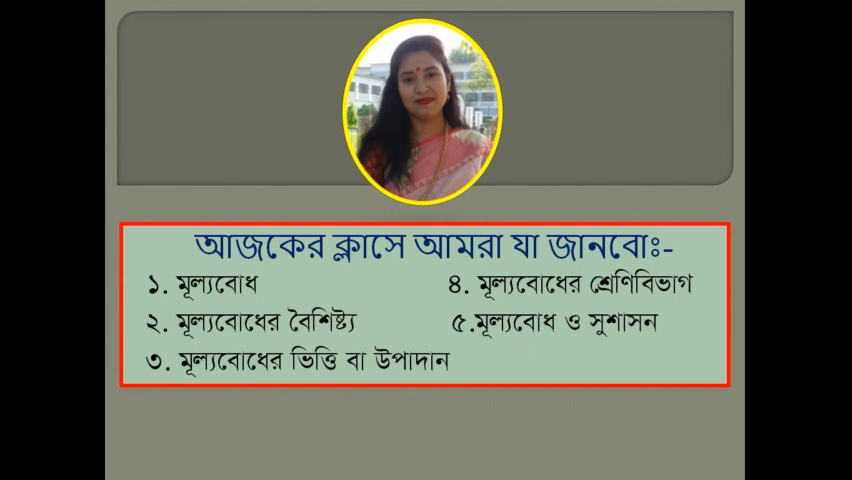 আজকের ক্লাসে আমরা যা জানবোঃ-
১. মূল্যবোধ
২. মূল্যবোধের বৈশিষ্ট্য
৩. মূল্যবোধের ভিত্তি বা উপাদান
৪. মূল্যবোধের শ্রেণিবিভাগ
৫.মূল্যবোধ ও সুশাসন